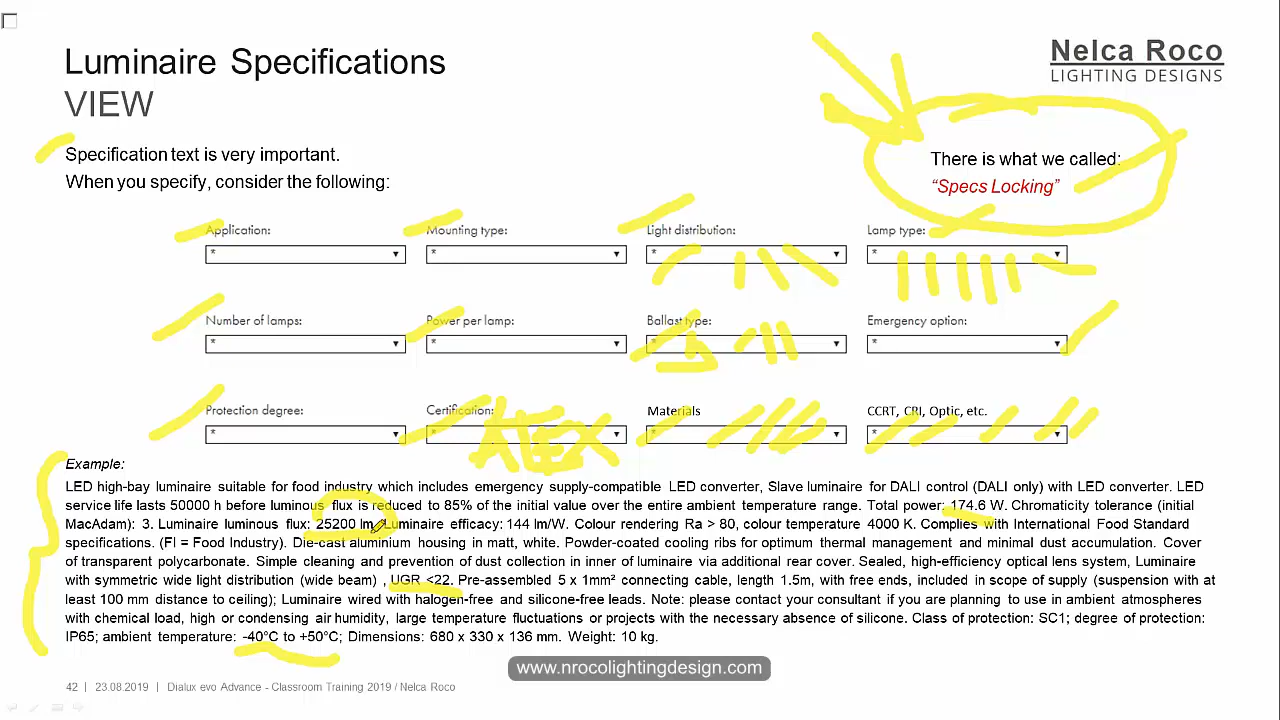 Luminaire Specifications
VIEW
Nelca Roco
LIGHTING DESIGNS
Specification text is very important.
When you specify, consider the following:
There is what we called:
“Specs Locking”
Application: Mounting type: Light distribution: Lamp type:
* * * *
Number of lamps: Power per lamp: Ballast type: Emergency option:
* * * *
Protection degree: Certification: Materials CCRT, CRI, Optic, etc.
* * * *
ATEX
Example:
LED high-bay luminaire suitable for food industry which includes emergency supply-compatible LED converter, Slave luminaire for DALI control (DALI only) with LED converter. LED
service life lasts 50000 h before luminous flux is reduced to 85% of the initial value over the entire ambient temperature range. Total power: 174.6 W. Chromaticity tolerance (initial
MacAdam): 3. Luminaire luminous flux: 25200 lm, Luminaire efficacy: 144 lm/W. Colour rendering Ra > 80, colour temperature 4000 K. Complies with International Food Standard
specifications. (FI = Food Industry). Die-cast aluminium housing in matt, white. Powder-coated cooling ribs for optimum thermal management and minimal dust accumulation. Cover
of transparent polycarbonate. Simple cleaning and prevention of dust collection in inner of luminaire via additional rear cover. Sealed, high-efficiency optical lens system, Luminaire
with symmetric wide light distribution (wide beam) , UGR <22. Pre-assembled 5 x 1mm² connecting cable, length 1.5m, with free ends, included in scope of supply (suspension with at
least 100 mm distance to ceiling); Luminaire wired with halogen-free and silicone-free leads. Note: please contact your consultant if you are planning to use in ambient atmospheres
with chemical load, high or condensing air humidity, large temperature fluctuations or projects with the necessary absence of silicone. Class of protection: SC1; degree of protection:
IP65; ambient temperature: -40°C to +50°C; Dimensions: 680 x 330 x 136 mm. Weight: 10 kg.
www.nrocolightingdesign.com
42 | 23.08.2019 | Dialux evo Advance - Classroom Training 2019 / Nelca Roco